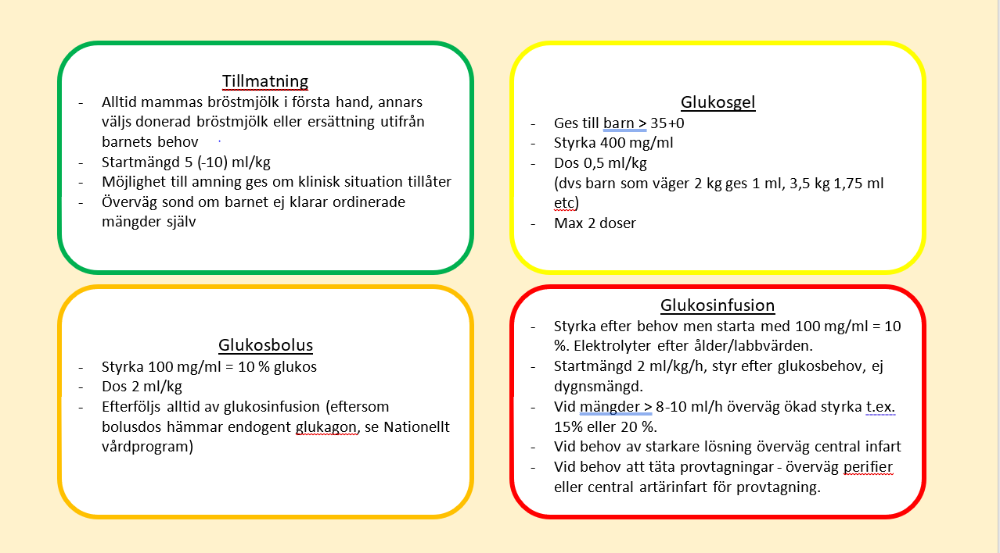 Tillmatning
- Alltid mammas bröstmjölk i första hand, annars
väljs donerad bröstmjölk eller ersättning utifrån
barnets behov
- Startmängd 5 (-10) ml/kg
- Möjlighet till amning ges om klinisk situation tillåter
- Överväg sond om barnet ej klarar ordinerade
mängder själv
Glukosgel
- Ges till barn > 35+0
- Styrka 400 mg/ml
- Dos 0,5 ml/kg
(dvs barn som väger 2 kg ges 1 ml, 3,5 kg 1,75 ml
etc)
- Max 2 doser
Glukosbolus
- Styrka 100 mg/ml = 10 % glukos
- Dos 2 ml/kg
- Efterföljs alltid av glukosinfusion (eftersom
bolusdos hämmar endogent glukagon, se Nationellt
vårdprogram)
Glukosinfusion
- Styrka efter behov men starta med 100 mg/ml = 10
%. Elektrolyter efter ålder/labbvärden.
- Startmängd 2 ml/kg/h, styr efter glukosbehov, ej
dygnsmängd.
- Vid mängder > 8-10 ml/h överväg ökad styrka t.ex.
15% eller 20 %.
- Vid behov av starkare lösning överväg central infart
- Vid behov att täta provtagningar - överväg perifier
eller central artärinfart för provtagning.